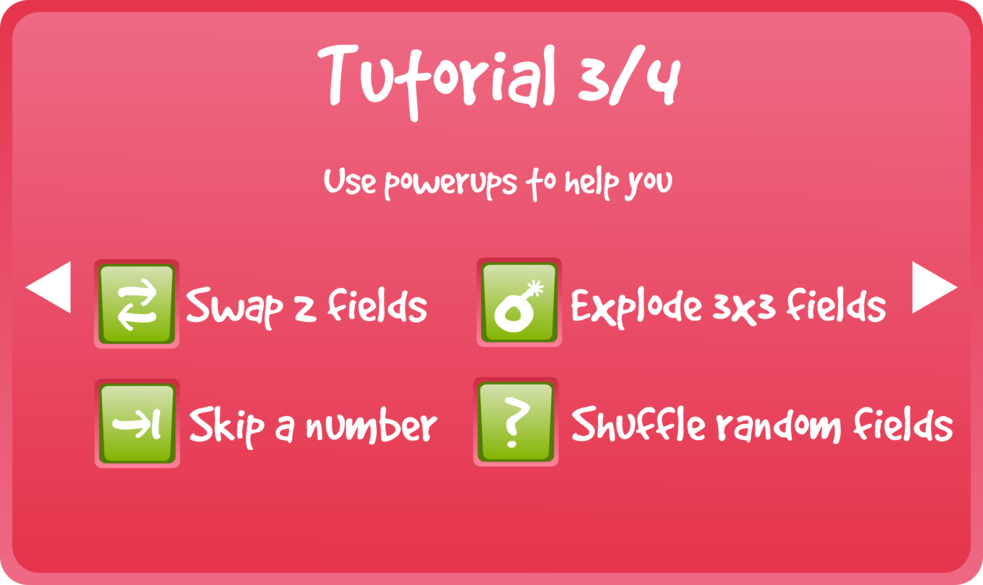 Tutorial 3/4
Use powerups to help you
Swap 2 fields
Explode 3x3 fields
Skip a number
?
Shuffle random fields